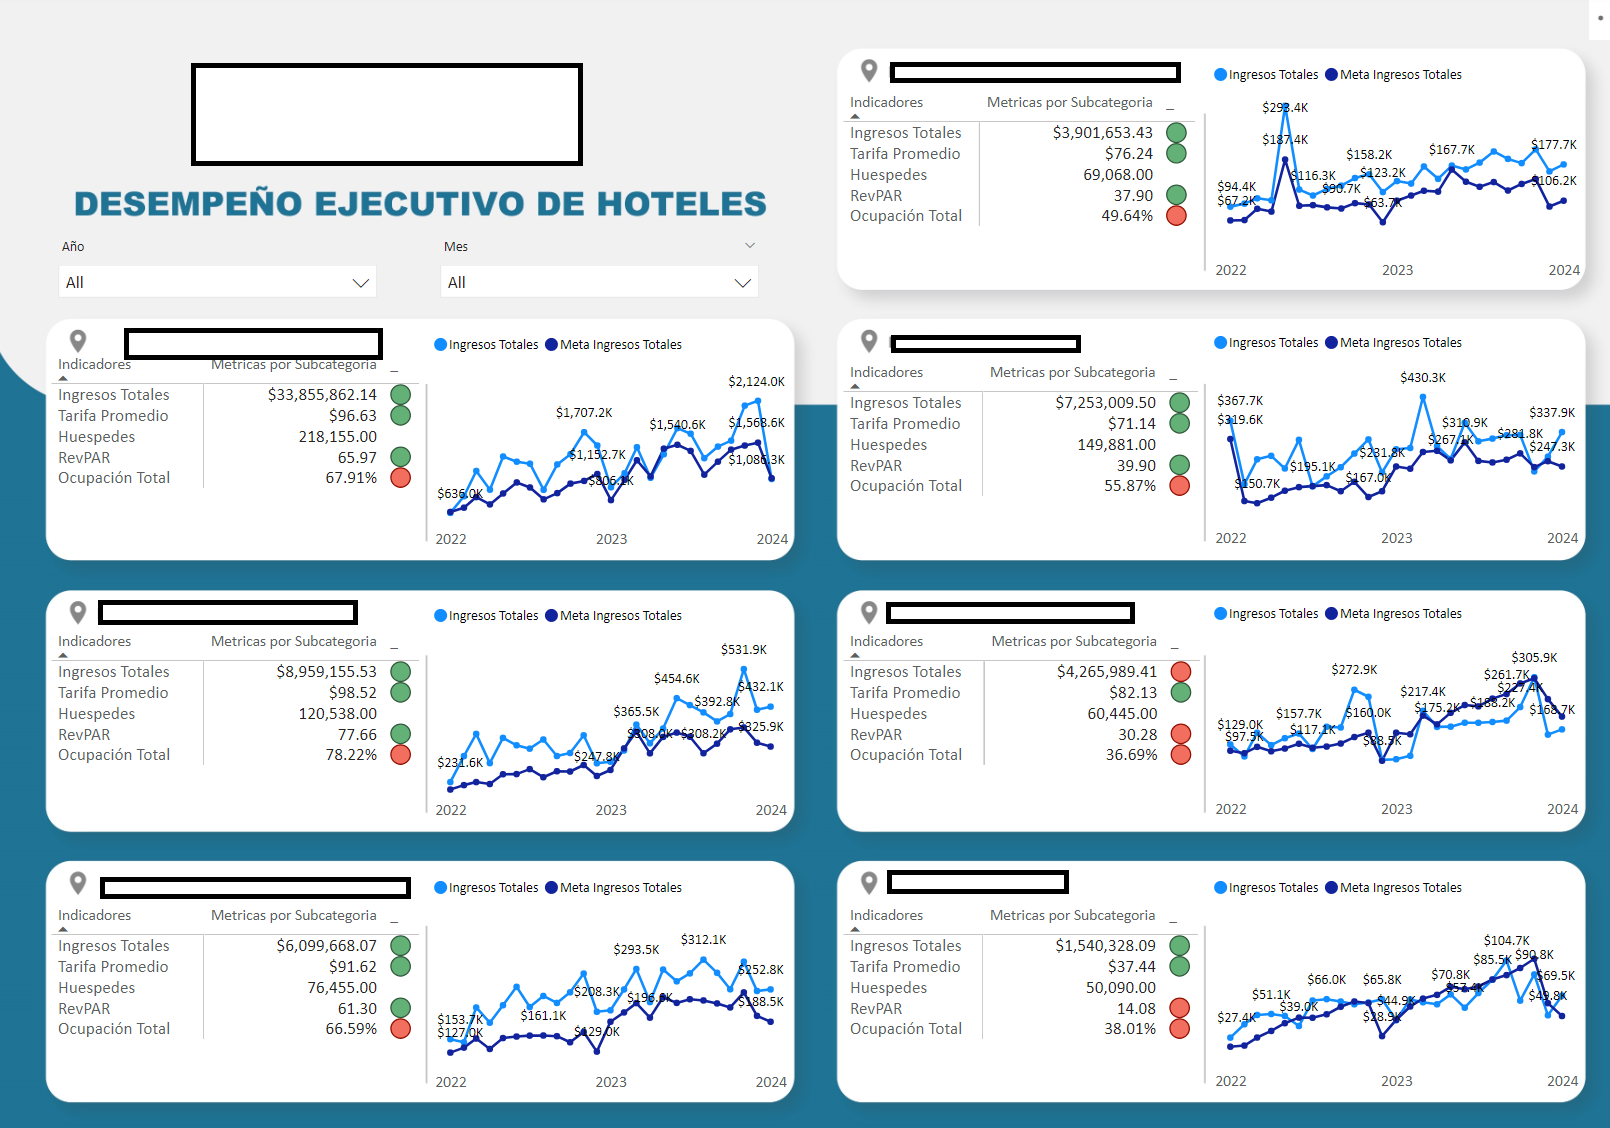 DESEMPEÑO EJECUTIVO DE HOTELES
Año
All
Mes
All
Ingresos Totales Meta Ingresos Totales
Indicadores Metricas por Subcategoria _
Ingresos Totales $3,901,653.43
Tarifa Promedio $76.24
Huespedes 69,068.00
RevPAR 37.90
Ocupación Total 49.64%
$293.4K
$187.4K
$94.4K
$67.2K
$116.3K
$90.7K
$158.2K
$123.2K
$63.7K
$167.7K
$177.7K
$106.2K
2022 2023 2024
Ingresos Totales Meta Ingresos Totales
Indicadores Metricas por Subcategoria _
Ingresos Totales $33,855,862.14
Tarifa Promedio $96.63
Huespedes 218,155.00
RevPAR 65.97
Ocupación Total 67.91%
$636.0K
$1,707.2K
$1,152.7K
$806.1K
$1,540.6K
$2,124.0K
$1,568.6K
$1,086.3K
2022 2023 2024
Ingresos Totales Meta Ingresos Totales
Indicadores Metricas por Subcategoria _
Ingresos Totales $7,253,009.50
Tarifa Promedio $71.14
Huespedes 149,881.00
RevPAR 39.90
Ocupación Total 55.87%
$367.7K
$319.6K
$150.7K
$195.1K
$231.8K
$167.0K
$430.3K
$267.1K
$310.9K
$281.8K
$337.9K
$247.3K
2022 2023 2024
Ingresos Totales Meta Ingresos Totales
Indicadores Metricas por Subcategoria _
Ingresos Totales $8,959,155.53
Tarifa Promedio $98.52
Huespedes 120,538.00
RevPAR 77.66
Ocupación Total 78.22%
$231.6K
$247.8K
$365.5K
$308.0K
$454.6K
$308.2K
$392.8K
$531.9K
$432.1K
$325.9K
2022 2023 2024
Ingresos Totales Meta Ingresos Totales
Indicadores Metricas por Subcategoria _
Ingresos Totales $4,265,989.41
Tarifa Promedio $82.13
Huespedes 60,445.00
RevPAR 30.28
Ocupación Total 36.69%
$129.0K
$97.5K
$157.7K
$117.1K
$272.9K
$160.0K
$88.5K
$217.4K
$175.2K
$188.2K
$261.7K
$227.4K
$305.9K
$168.7K
2022 2023 2024
Ingresos Totales Meta Ingresos Totales
Indicadores Metricas por Subcategoria _
Ingresos Totales $6,099,668.07
Tarifa Promedio $91.62
Huespedes 76,455.00
RevPAR 61.30
Ocupación Total 66.59%
$153.7K
$127.0K
$161.1K
$208.3K
$129.0K
$293.5K
$312.1K
$252.8K
$188.5K
2022 2023 2024
Ingresos Totales Meta Ingresos Totales
Indicadores Metricas por Subcategoria _
Ingresos Totales $1,540,328.09
Tarifa Promedio $37.44
Huespedes 50,090.00
RevPAR 14.08
Ocupación Total 38.01%
$27.4K
$51.1K
$39.0K
$66.0K
$65.8K
$44.9K
$28.9K
$70.8K
$57.4K
$85.5K
$104.7K
$90.8K
$69.5K
$49.8K
2022 2023 2024